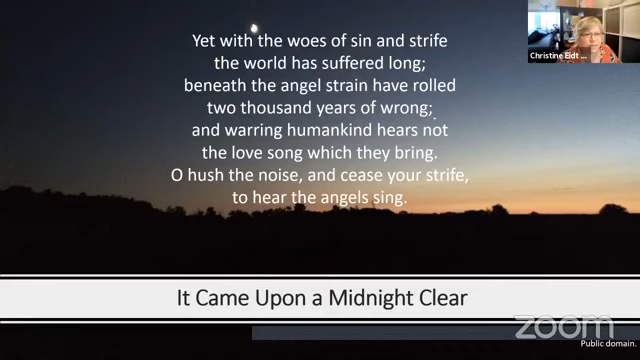 Yet with the woes of sin and strife
the world has suffered long;
beneath the angel strain have rolled
two thousand years of wrong;
and warring humankind hears not
the love song which they bring.
O hush the noise, and cease your strife,
to hear the angels sing.
Christine Eidt ...
It Came Upon a Midnight Clear
zoom
Public domain.